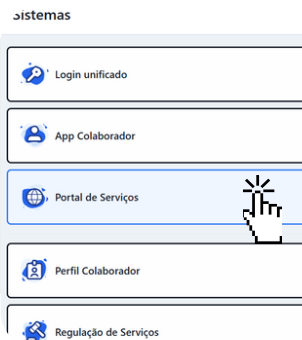 Sistemas
Login unificado
App Colaborador
Portal de Serviços
Perfil Colaborador
Regulação de Serviços